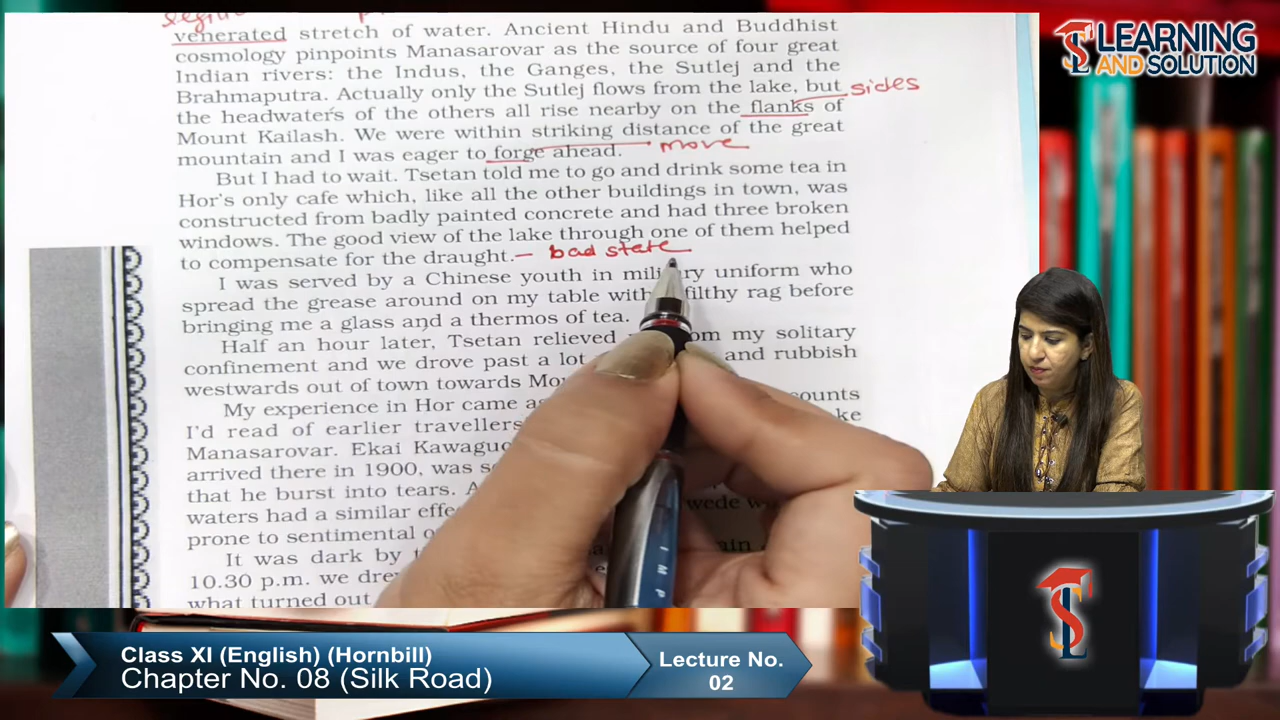 venerated stretch of water. Ancient Hindu and Buddhist
cosmology pinpoints Manasarovar as the source of four great
Indian rivers: the Indus, the Ganges, the Sutlej and the
Brahmaputra. Actually only the Sutlej flows from the lake, but sides
the headwaters of the others all rise nearby on the flanks of
Mount Kailash. We were within striking distance of the great
mountain and I was eager to forge ahead. move
But I had to wait. Tsetan told me to go and drink some tea in
Hor's only cafe which, like all the other buildings in town, was
constructed from badly painted concrete and had three broken
windows. The good view of the lake through one of them helped
to compensate for the draught. – bad state
I was served by a Chinese youth in military uniform who
spread the grease around on my table with filthy rag before
bringing me a glass and a thermos of tea.
Half an hour later, Tsetan relieved from my solitary
confinement and we drove past a lot and rubbish
westwards out of town towards
My experience in Hor came as
I'd read of earlier travellers
Manasarovar. Ekai
arrived there in 1900, was
that he burst into tears.
waters had a similar
prone to sentimental
It was dark by
10.30 p.m. we
what turned out
LEARNING
AND SOLUTION
Class XI (English) (Hornbill)
Chapter No. 08 (Silk Road)
Lecture No.
02